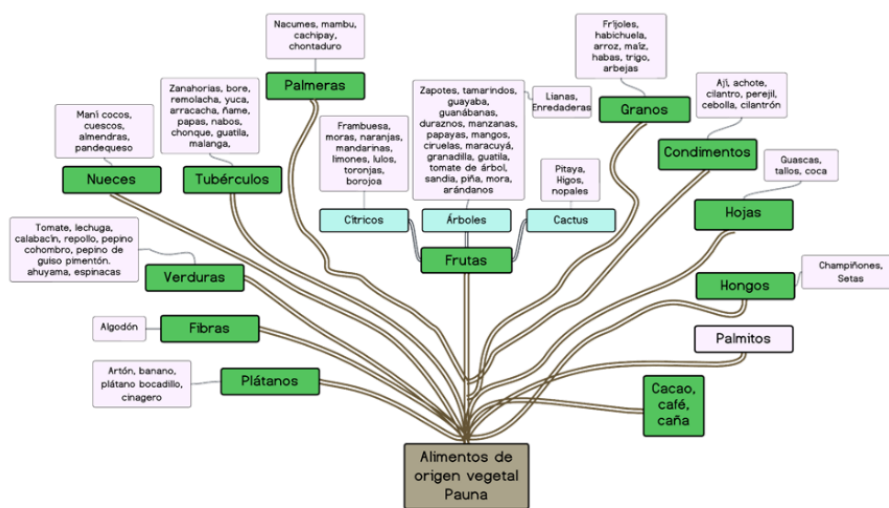 Nacumes, mambu,
cachipay,
chontaduro
Palmeras
Frijoles,
habichuela,
arroz, maíz,
habas, trigo,
arbejas
Granos
Zanahorias, bore,
remolacha, yuca,
arracacha, ñame,
papas, nabos,
chonque, guatila,
malanga,
Tubérculos
Zapotes, tamarindos,
guayaba,
guanábanas,
duraznos, manzanas,
papayas, mangos,
ciruelas, maracuyá,
granadilla, guatila,
tomate de árbol,
sandia, piña, mora,
arándanos
Árboles
Lianas,
Enredaderas
Ají, achote,
cilantro, perejil,
cebolla, cilantrón
Condimentos
Maní cocos,
cuescos,
almendras,
pandequeso
Nueces
Frambuesa,
moras, naranjas,
mandarinas,
limones, lulos,
toronjas,
borojoa
Cítricos
Pitaya,
Higos,
nopales
Cactus
Frutas
Guascas,
tallos, coca
Hojas
Tomate, lechuga,
calabacín, repollo, pepino
cohombro, pepino de
guiso pimentón.
ahuyama, espinacas
Verduras
Champiñones,
Setas
Hongos
Algodón
Fibras
Palmitos
Artón, banano,
plátano bocadillo,
cinagero
Plátanos
Cacao,
café,
caña
Alimentos de
origen vegetal
Pauna